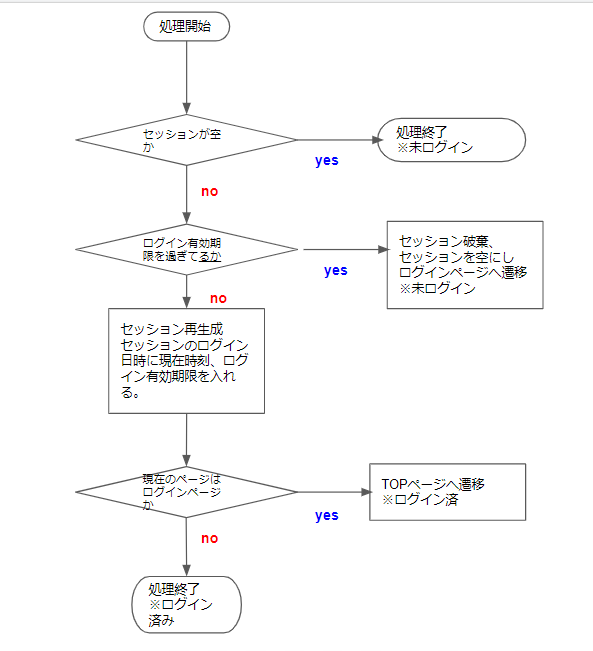 処理開始
セッションが空
か
yes
処理終了
※未ログイン
no
ログイン有効期
限を過ぎてるか
yes
セッション破棄、
セッションを空にし
ログインページへ遷移
※未ログイン
no
セッション再生成
セッションのログイン
日時に現在時刻、ログ
イン有効期限を入れ
る。
現在のページは
ログインページ
か
yes
TOPページへ遷移
※ログイン済
no
処理終了
※ログイン
済み